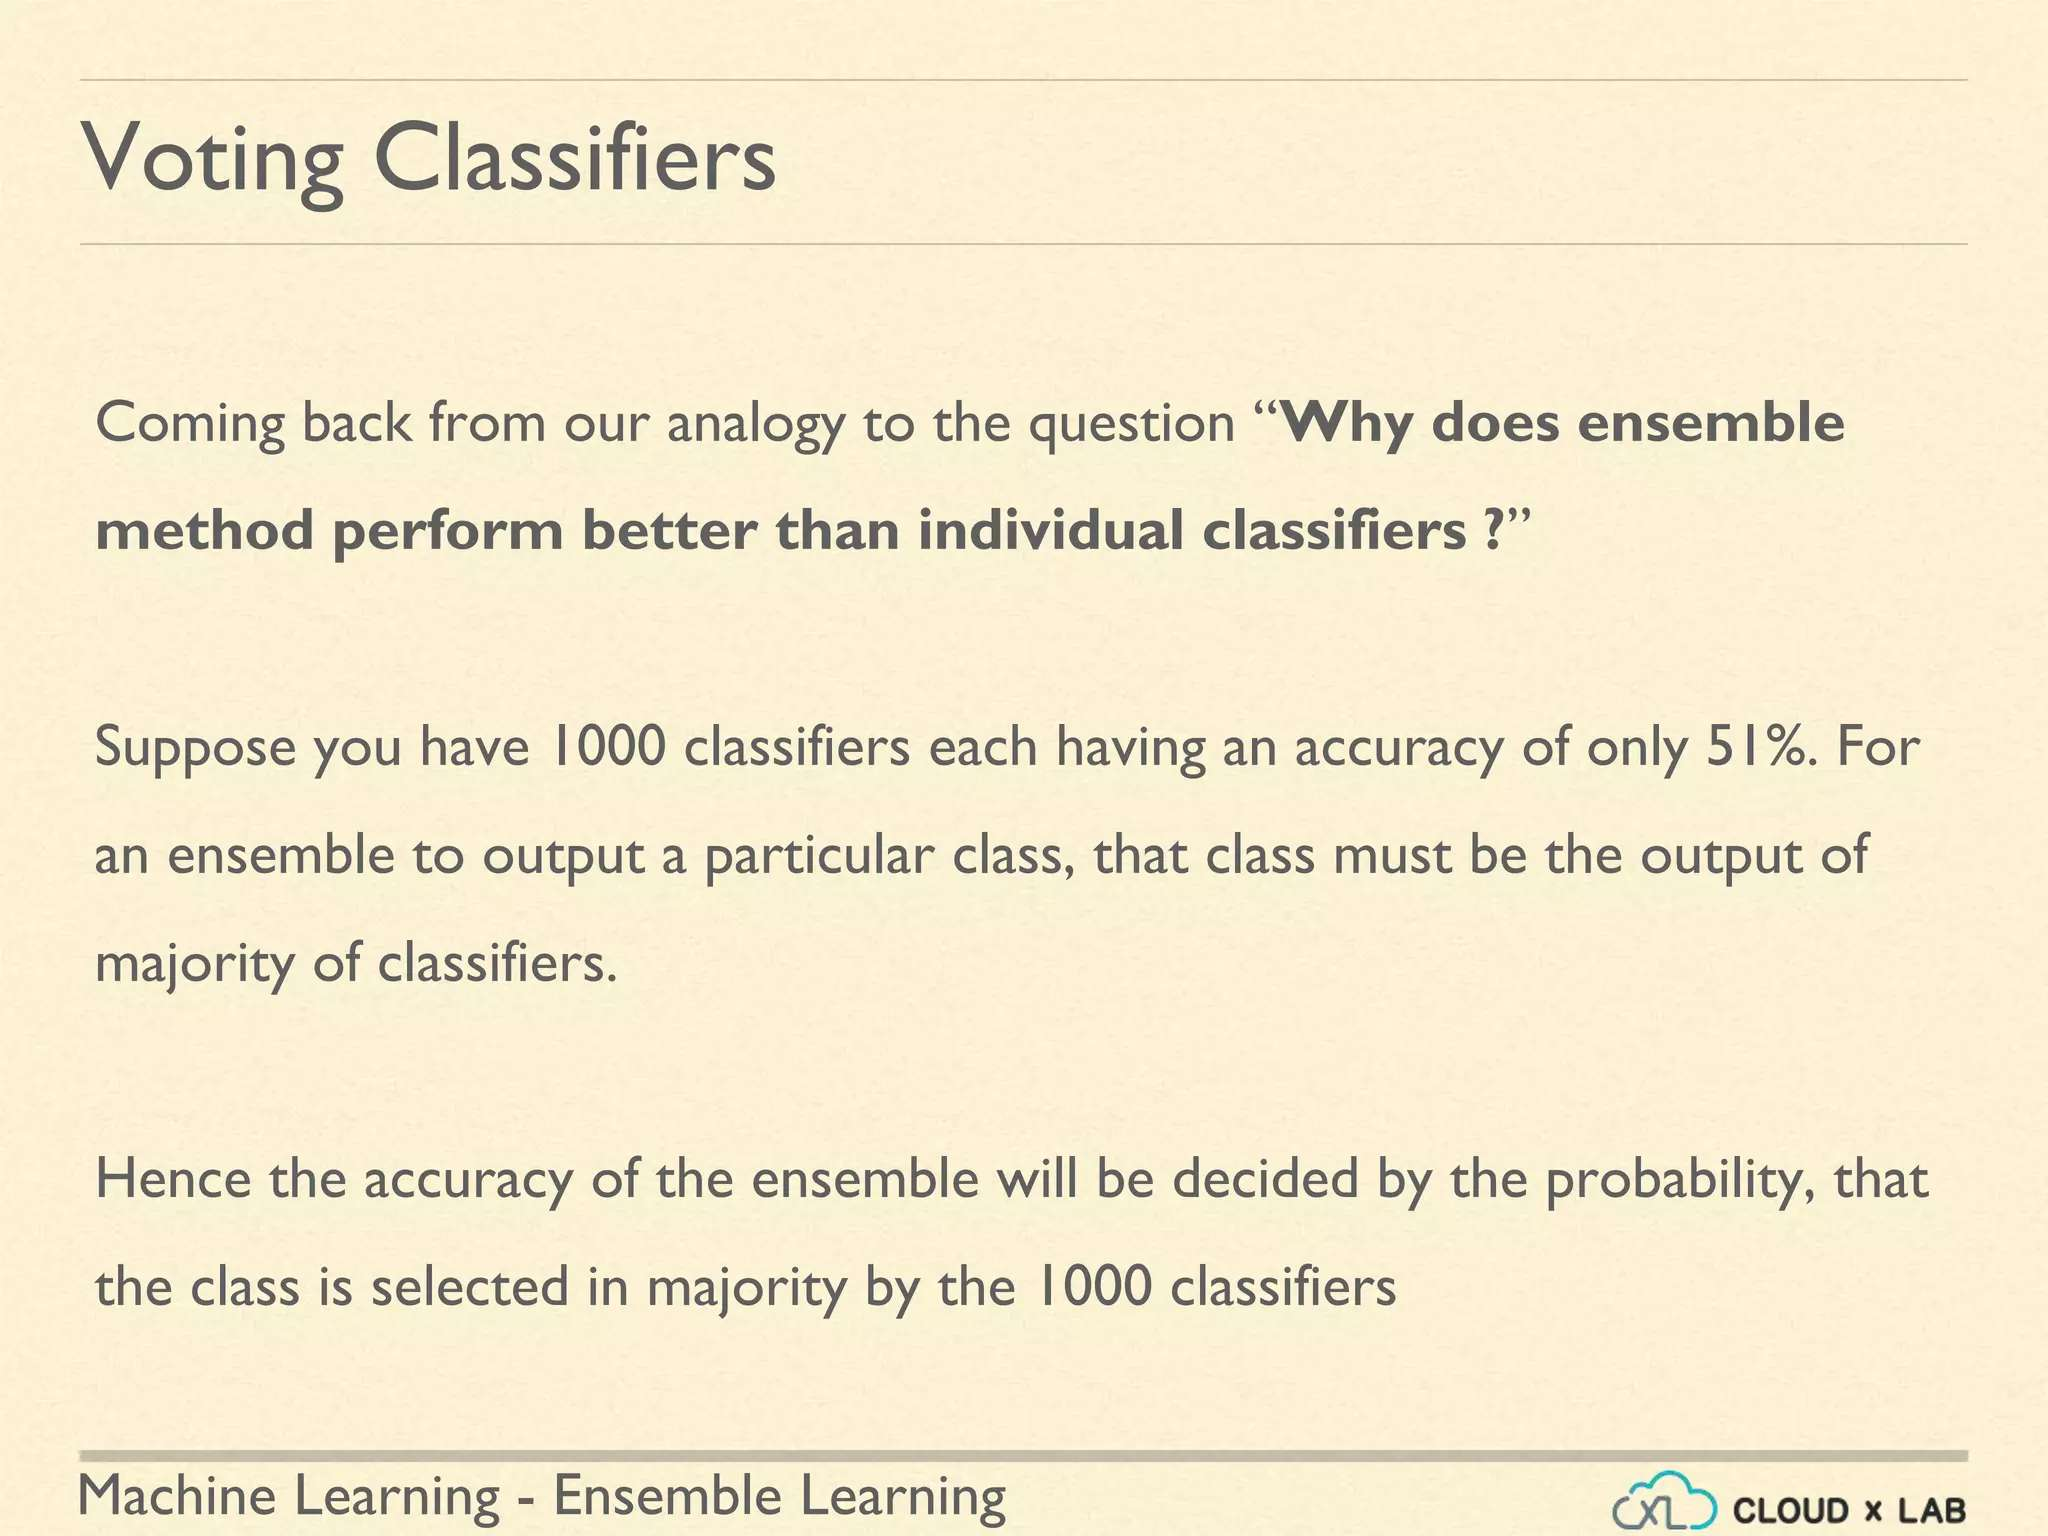 Voting Classifiers
Coming back from our analogy to the question “Why does ensemble
method perform better than individual classifiers ?”
Suppose you have 1000 classifiers each having an accuracy of only 51%. For
an ensemble to output a particular class, that class must be the output of
majority of classifiers.
Hence the accuracy of the ensemble will be decided by the probability, that
the class is selected in majority by the 1000 classifiers
Machine Learning - Ensemble Learning
CXL CLOUD x LAB